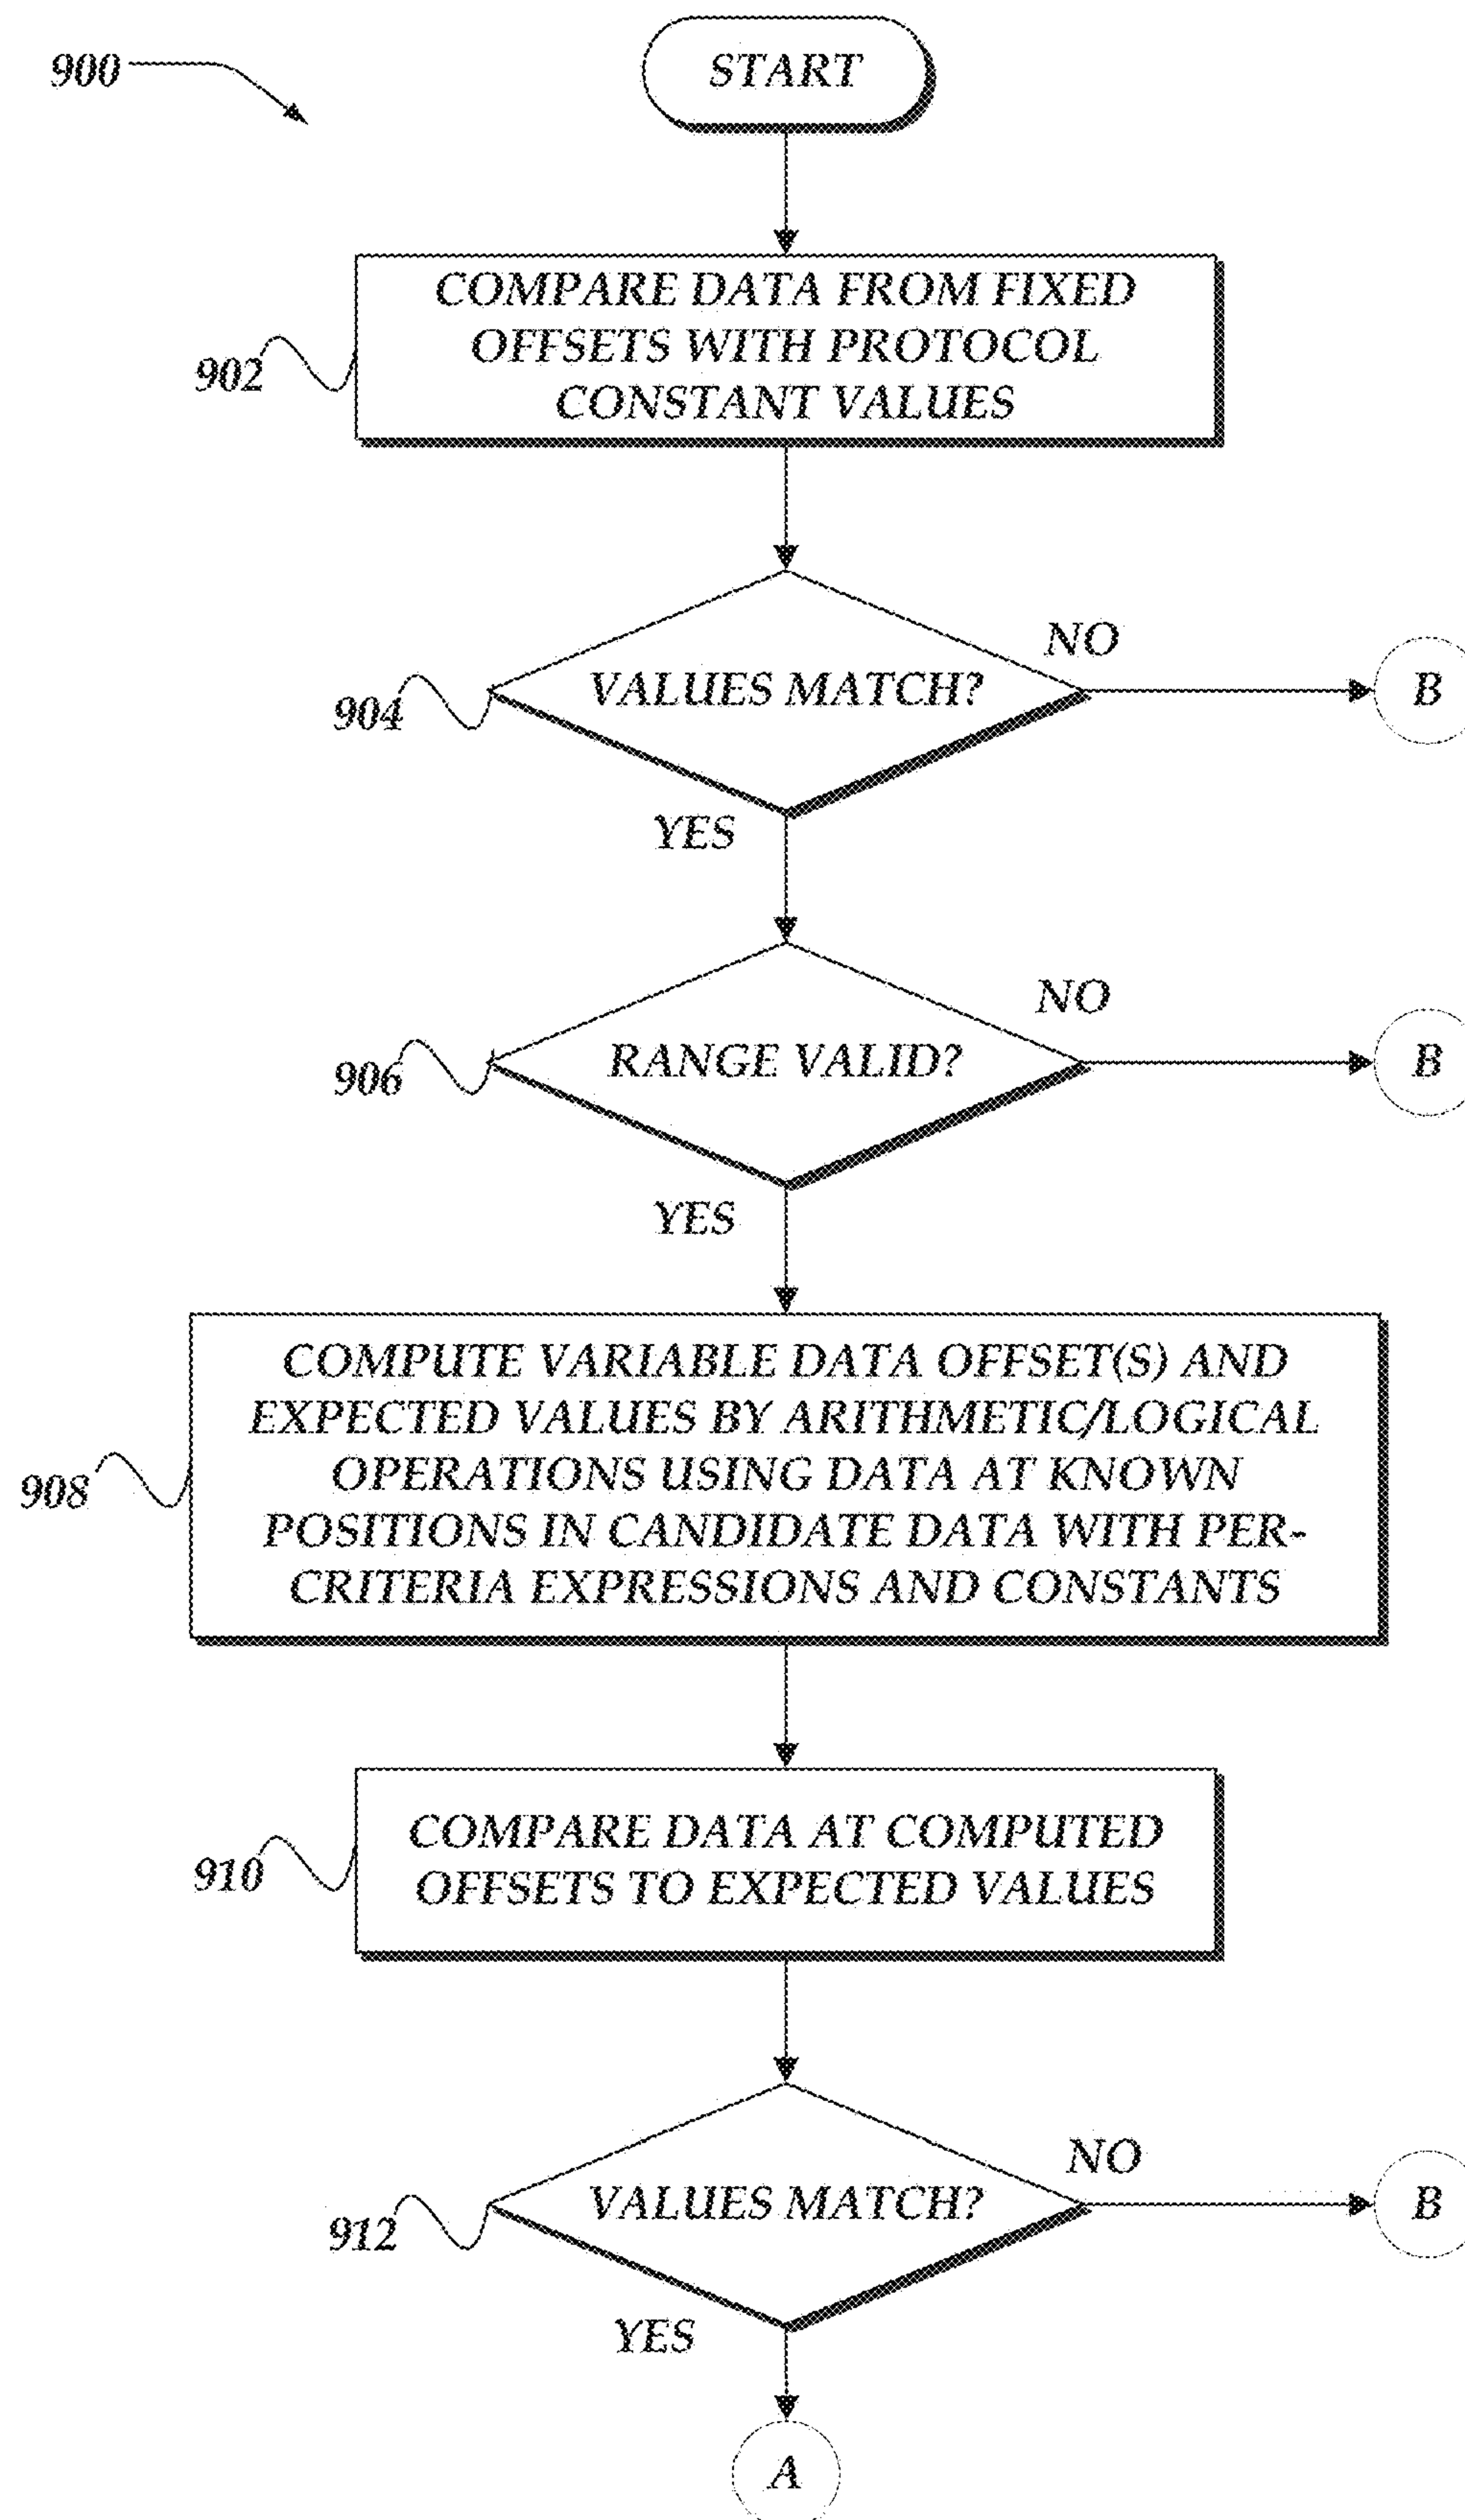 900
START
COMPARE DATA FROM FIXED
OFFSETS WITH PROTOCOL
CONSTANT VALUES
902
NO
VALUES MATCH?
B
904
YES
NO
RANGE VALID?
B
906
YES
COMPUTE VARIABLE DATA OFFSET(S) AND
EXPECTED VALUES BY ARITHMETIC/LOGICAL
OPERATIONS USING DATA AT KNOWN
POSITIONS IN CANDIDATE DATA WITH PER-
CRITERIA EXPRESSIONS AND CONSTANTS
908
COMPARE DATA AT COMPUTED
OFFSETS TO EXPECTED VALUES
910
NO
VALUES MATCH?
B
912
YES
A